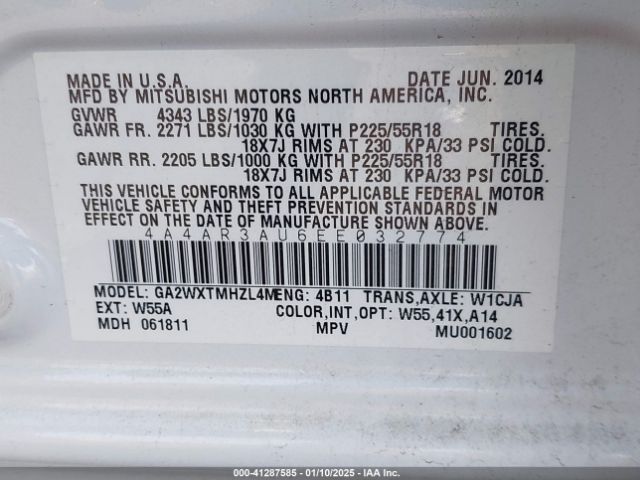 MADE IN U.S.A. DATE JUN. 2014
MFD BY MITSUBISHI MOTORS NORTH AMERICA, INC.
GVWR 4343 LBS/1970 KG
GAWR FR. 2271 LBS/1030 KG WITH P225/55R18 TIRES.
18X7J RIMS AT 230 KPA/33 PSI COLD.
GAWR RR. 2205 LBS/1000 KG WITH P225/55R18 TIRES.
18X7J RIMS AT 230 KPA/33 PSI COLD.
THIS VEHICLE CONFORMS TO ALL APPLICABLE FEDERAL MOTOR
VEHICLE SAFETY AND THEFT PREVENTION STANDARDS IN
EFFECT ON THE DATE OF MANUFACTURE SHOWN ABOVE.
4A4AR3AU6EE032774
MODEL: GA2WXTMHZL4M ENG: 4B11 TRANS,AXLE: W1CJA
EXT: W55A COLOR,INT,OPT: W55,41X,A14
MDH 061811 MPV MU001602
000-41287585 - 01/10/2025 - IAA Inc.